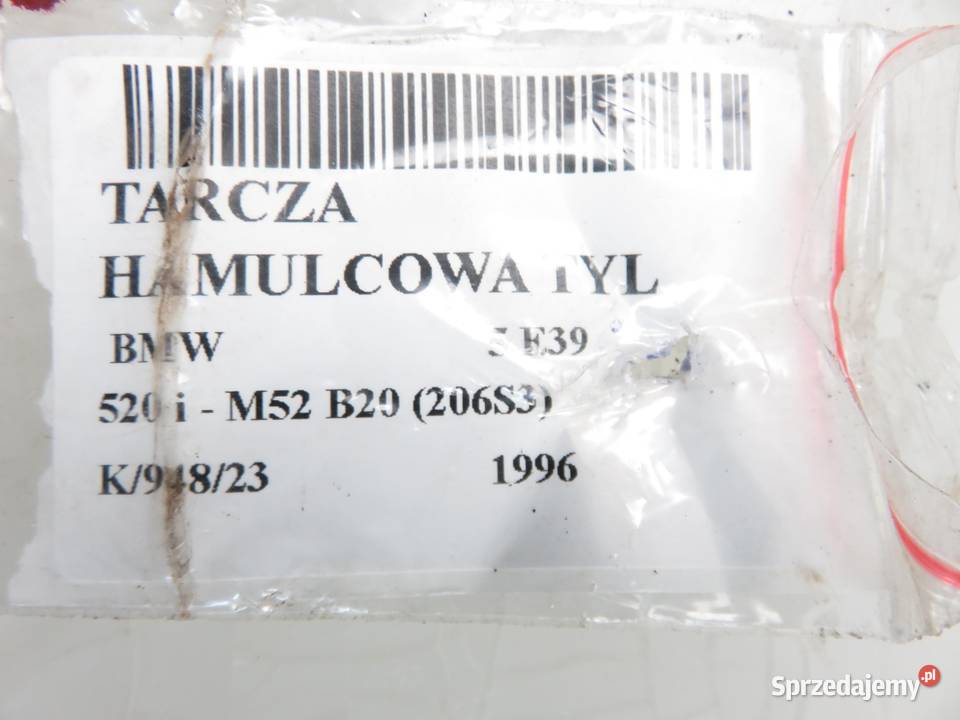 TARCZA
HAMULCOWA TYL
BMW 5 E39
520 i - M52 B20 (206S3)
K/948/23 1996
Sprzedajemy.pl